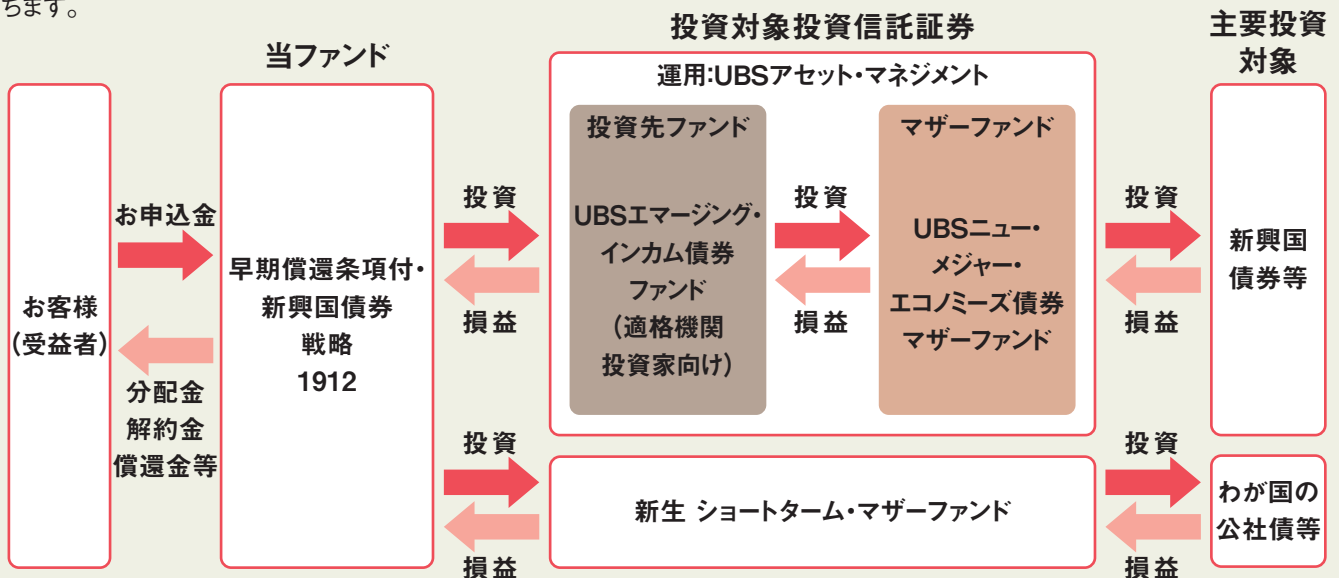 ちます。
投資対象投資信託証券
主要投資
対象
当ファンド
運用:UBSアセット・マネジメント
お客様
(受益者)
お申込金
分配金
解約金
償還金等
早期償還条項付・
新興国債券
戦略
1912
投資
損益
投資先ファンド
UBSエマージング・
インカム債券
ファンド
(適格機関
投資家向け)
投資
損益
マザーファンド
UBSニュー・
メジャー・
エコノミーズ債券
マザーファンド
投資
損益
新興国
債券等
投資
損益
新生 ショートターム・マザーファンド
投資
損益
わが国の
公社債等